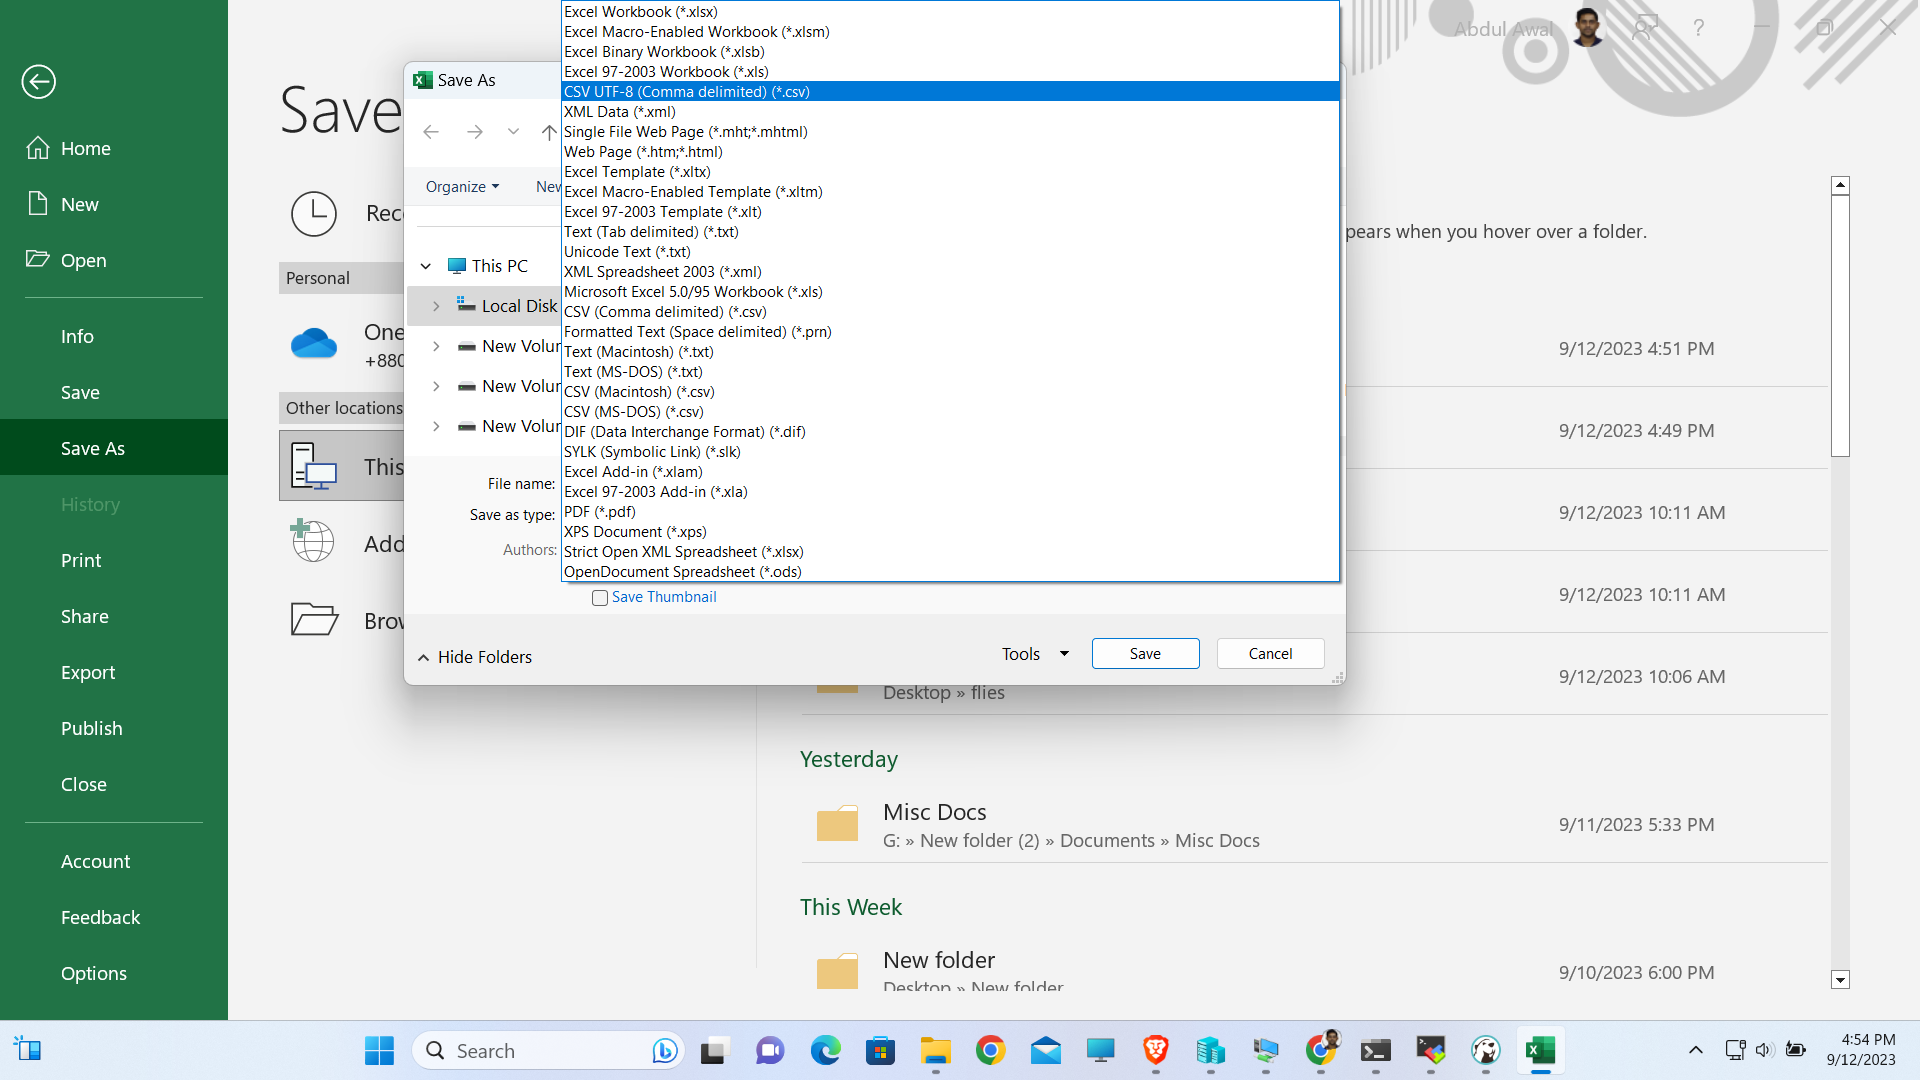 Home
New
Open
Info
Save
Save As
History
Print
Share
Export
Publish
Close
Account
Feedback
Options
Save
Personal
+880
Other locations
This
Add
Save As
Organize
This PC
Local Disk
File name:
Save as type:
Authors:
Excel Workbook (*.xlsx)
Excel Macro-Enabled Workbook (*.xlsm)
Excel Binary Workbook (*.xlsb)
Excel 97-2003 Workbook (*.xls)
CSV UTF-8 (Comma delimited) (*.csv)
XML Data (*.xml)
Single File Web Page (*.mht;*.mhtml)
Web Page (*.htm;*.html)
Excel Template (*.xltx)
Excel Macro-Enabled Template (*.xltm)
Excel 97-2003 Template (*.xlt)
Text (Tab delimited) (*.txt)
Unicode Text (*.txt)
XML Spreadsheet 2003 (*.xml)
Microsoft Excel 5.0/95 Workbook (*.xls)
CSV (Comma delimited) (*.csv)
Formatted Text (Space delimited) (*.prn)
Text (Macintosh) (*.txt)
Text (MS-DOS) (*.txt)
CSV (Macintosh) (*.csv)
CSV (MS-DOS) (*.csv)
DIF (Data Interchange Format) (*.dif)
SYLK (Symbolic Link) (*.slk)
Excel Add-in (*.xlam)
Excel 97-2003 Add-in (*.xla)
PDF (*.pdf)
XPS Document (*.xps)
Strict Open XML Spreadsheet (*.xlsx)
OpenDocument Spreadsheet (*.ods)
Save Thumbnail
Hide Folders
Tools
Save
Cancel
Abdul Awal
when you hover over a folder.
9/12/2023 4:51 PM
9/12/2023 4:49 PM
9/12/2023 10:11 AM
9/12/2023 10:11 AM
Desktop » flies
9/12/2023 10:06 AM
Yesterday
Misc Docs
G: » New folder (2) » Documents » Misc Docs
9/11/2023 5:33 PM
This Week
New folder
Desktop » New folder
9/10/2023 6:00 PM
Search
4:54 PM
9/12/2023